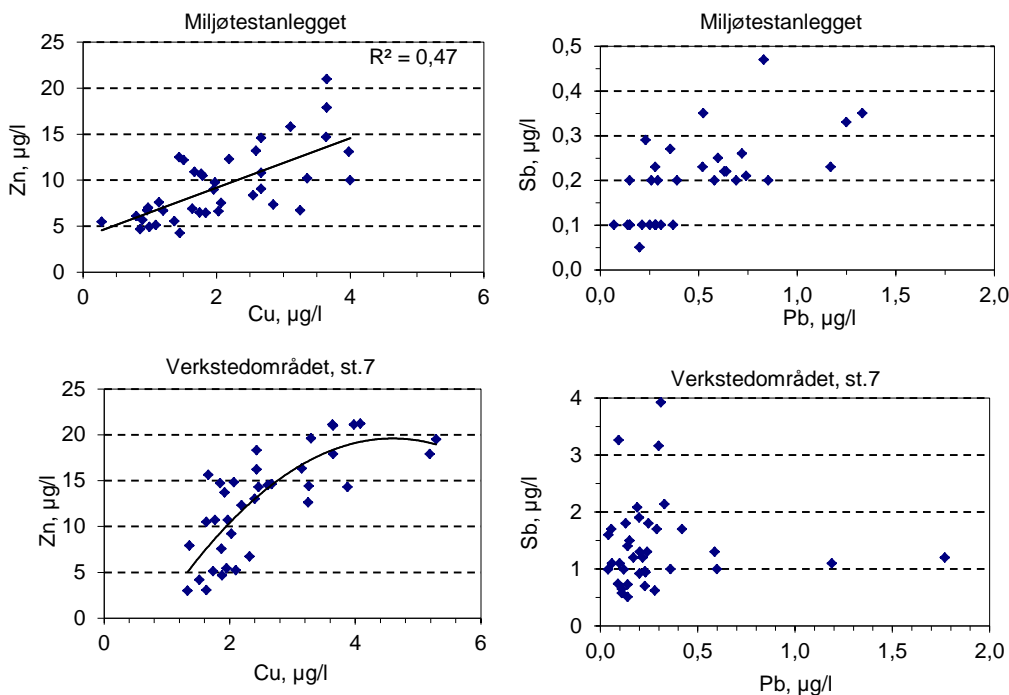 Miljøtestanlegget
25
20
15
10
5
0
Zn, µg/l
R² = 0,47
0 2 4 6
Cu, µg/l
Miljøtestanlegget
0,5
0,4
0,3
0,2
0,1
0,0
Sb, µg/l
0,0 0,5 1,0 1,5 2,0
Pb, µg/l
Verkstedområdet, st.7
25
20
15
10
5
0
Zn, µg/l
0 2 4 6
Cu, µg/l
Verkstedområdet, st.7
4
3
2
1
0
Sb, µg/l
0,0 0,5 1,0 1,5 2,0
Pb, µg/l